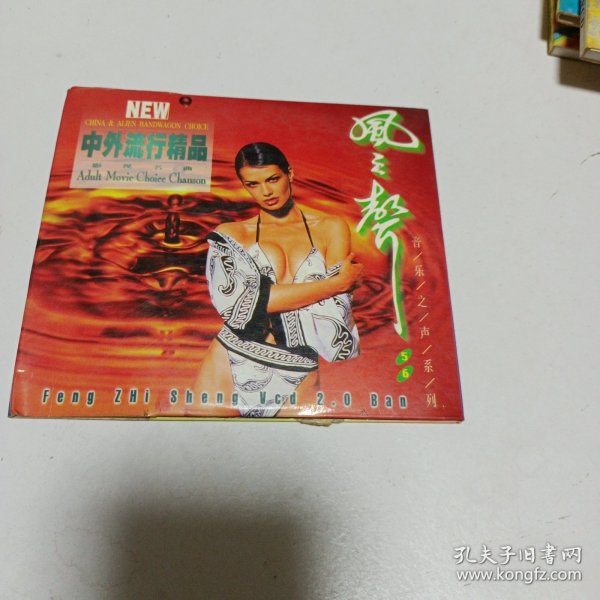 NEW
CHINA & ALIEN BANDWAGON CHOICE
中外流行精品
Adult Movie Choice Chanson
風之聲
音/乐/之/声/系/列
56
Feng ZHi Sheng Vcd 2.0 Ban
孔夫子旧书网
www.kongfz.com